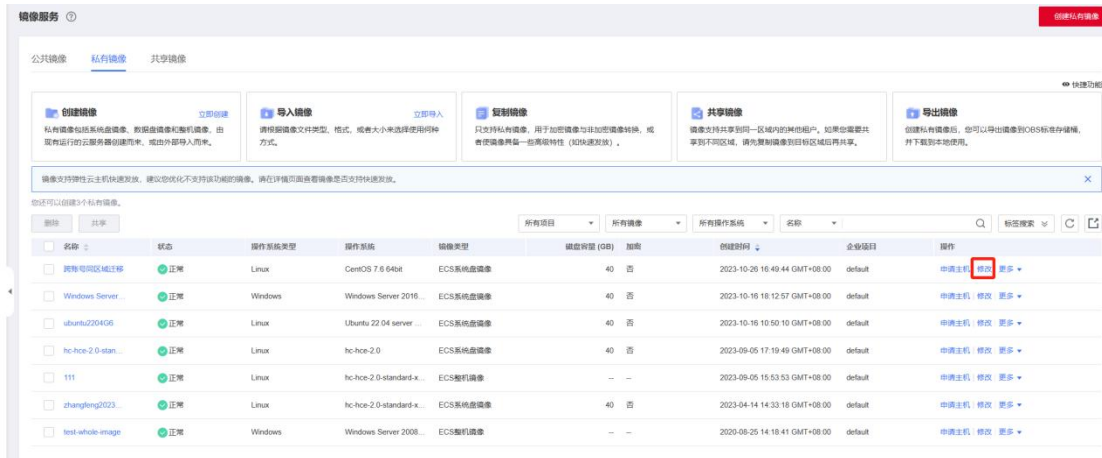 镜像服务
创建私有镜像
公共镜像 私有镜像 共享镜像
快捷功能
创建镜像 立即创建
私有镜像包括系统盘镜像、数据盘镜像和整机镜像，由
现有运行的云服务器创建而来，或由外部导入而来。
导入镜像 立即导入
请根据镜像文件类型，格式，或者大小来选择使用何种
方式。
复制镜像
只支持私有镜像，用于加密镜像与非加密镜像转换，或
者使镜像具备一些高级特性（如快速发放）。
共享镜像
镜像支持共享到同一区域内的其他租户。如果您需要共
享到不同区域，请先复制镜像到目标区域后再共享。
导出镜像
创建私有镜像后，您可以导出镜像到OBS标准存储桶，
并下载到本地使用。
镜像支持弹性云主机快速发放，建议您优化不支持该功能的镜像。请在详情页面查看镜像是否支持快速发放。
您还可以创建3个私有镜像。
删除 共享 所有项目 所有镜像 所有操作系统 名称 标签搜索
名称 状态 操作系统类型 操作系统 镜像类型 磁盘容量 (GB) 加密 创建时间 企业项目 操作
跨账号同区域迁移 正常 Linux CentOS 7.6 64bit ECS系统盘镜像 40 否 2023-10-26 16:49:44 GMT+08:00 default 申请主机 修改 更多
Windows Server... 正常 Windows Windows Server 2016... ECS系统盘镜像 40 否 2023-10-16 18:12:57 GMT+08:00 default 申请主机 修改 更多
ubuntu2204G6 正常 Linux Ubuntu 22.04 server ... ECS系统盘镜像 40 否 2023-10-16 10:50:10 GMT+08:00 default 申请主机 修改 更多
hc-hce-2.0-stan... 正常 Linux hc-hce-2.0 ECS系统盘镜像 40 否 2023-09-05 17:19:49 GMT+08:00 default 申请主机 修改 更多
111 正常 Linux hc-hce-2.0-standard-x... ECS整机镜像 -- -- 2023-09-05 15:53:53 GMT+08:00 default 申请主机 修改 更多
zhangfeng2023... 正常 Linux hc-hce-2.0-standard-x... ECS系统盘镜像 40 否 2023-04-14 14:33:18 GMT+08:00 default 申请主机 修改 更多
test-whole-image 正常 Windows Windows Server 2008... ECS整机镜像 -- -- 2020-08-25 14:18:41 GMT+08:00 default 申请主机 修改 更多